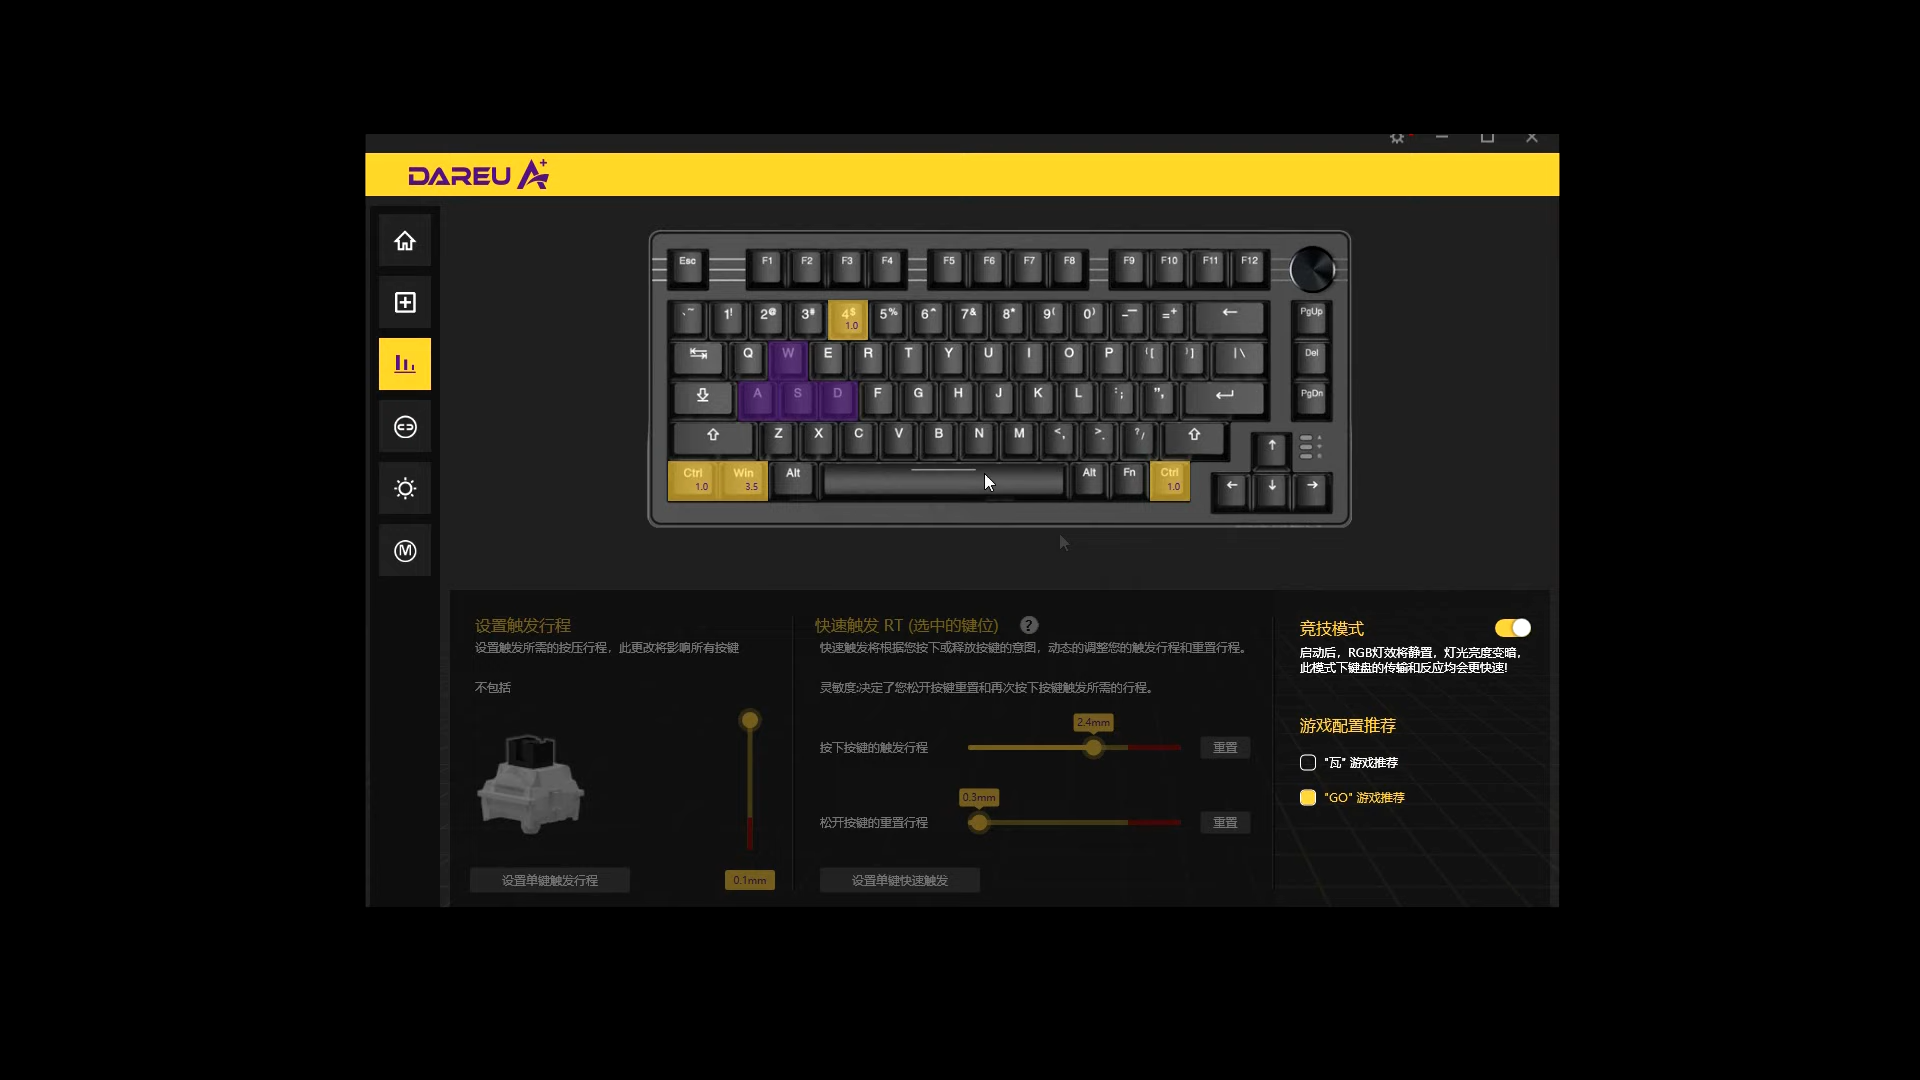 DAREU A+
Esc F1 F2 F3 F4 F5 F6 F7 F8 F9 F10 F11 F12
`~ 1! 2@ 3# 4$ 5% 6^ 7& 8* 9( 0) -— =+ ← PgUp
1.0
Q W E R T Y U I O P [{ ]} |\ Del
A S D F G H J K L ;: "' PgDn
Z X C V B N M <, >. ?/ ↑
Ctrl Win Alt Alt Fn Ctrl ← ↓ →
1.0 3.5 1.0
设置触发行程
设置触发所需的按压行程，此更改将影响所有按键
不包括
0.1mm
设置单键触发行程
快速触发 RT (选中的键位) ?
快速触发将根据您按下或释放按键的意图，动态的调整您的触发行程和重置行程。
灵敏度:决定了您松开按键重置和再次按下按键触发所需的行程。
2.4mm
按下按键的触发行程 重置
0.3mm
松开按键的重置行程 重置
设置单键快速触发
竞技模式
启动后，RGB灯效将静置，灯光亮度变暗，
此模式下键盘的传输和反应均会更快速!
游戏配置推荐
"瓦" 游戏推荐
"GO" 游戏推荐